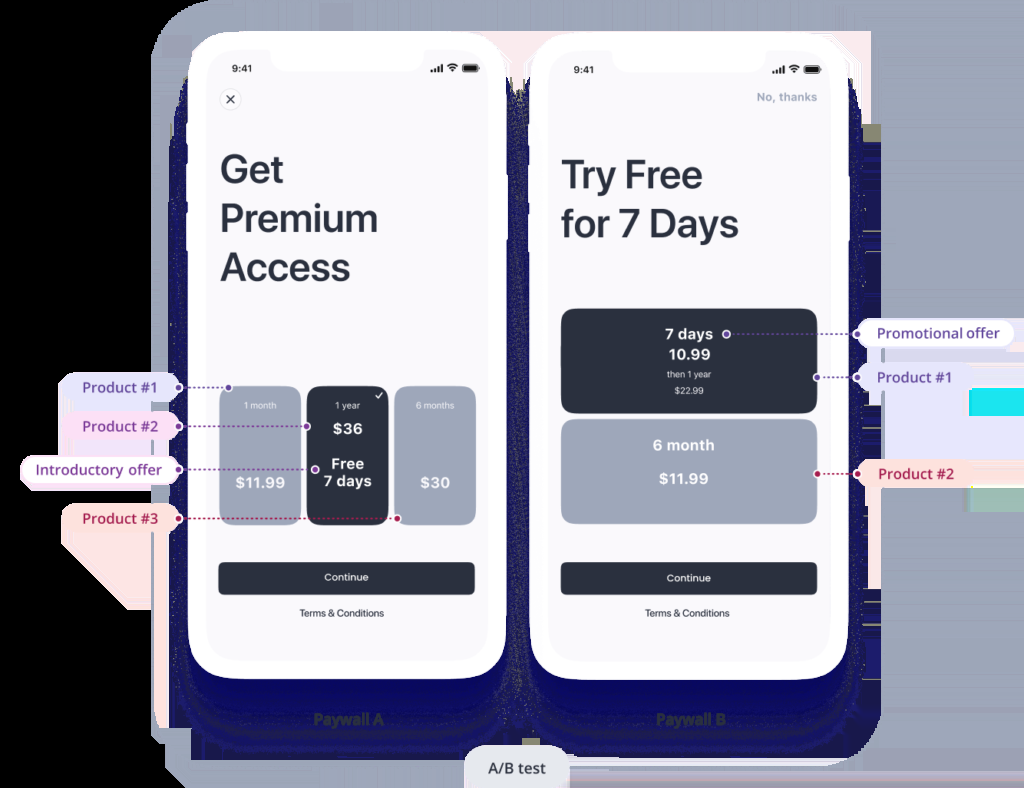 9:41
Get
Premium
Access
Product #1
Product #2
Introductory offer
Product #3
1 month
$11.99
1 year
$36
Free
7 days
6 months
$30
Continue
Terms & Conditions
Paywall A
9:41
No, thanks
Try Free
for 7 Days
7 days
10.99
then 1 year
$22.99
6 month
$11.99
Promotional offer
Product #1
Product #2
Continue
Terms & Conditions
Paywall B
A/B test